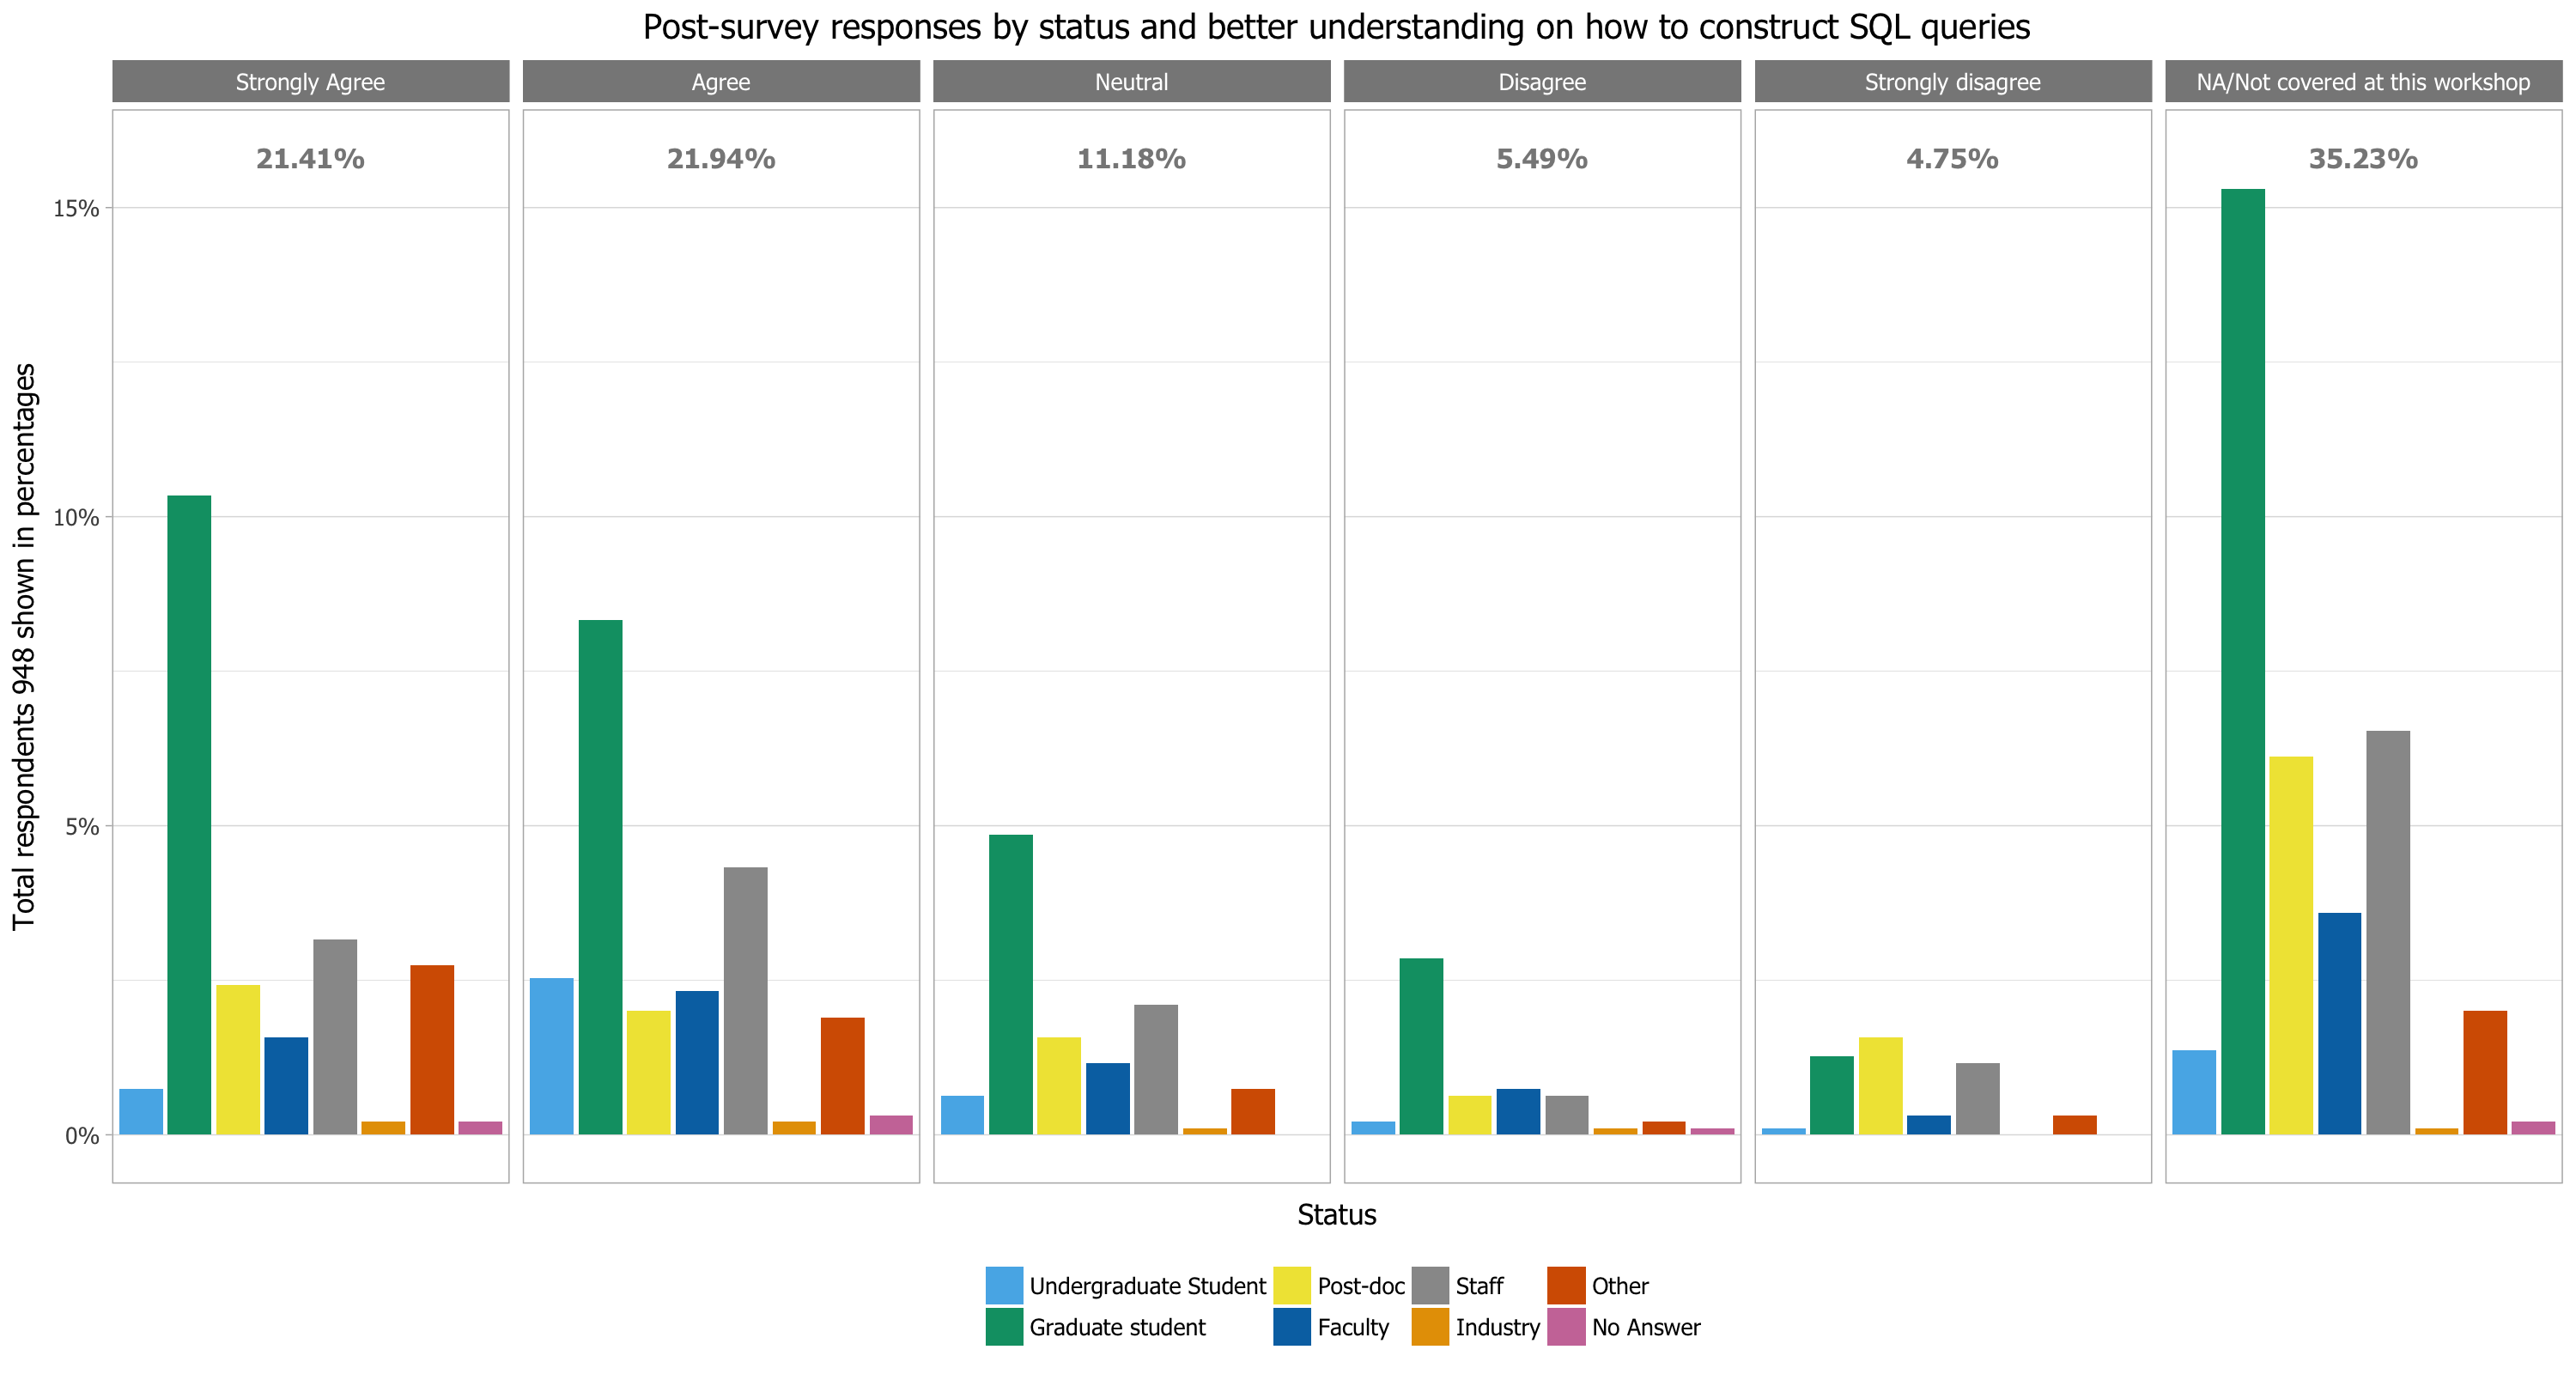 Post-survey responses by status and better understanding on how to construct SQL queries
Strongly Agree
Agree
Neutral
Disagree
Strongly disagree
NA/Not covered at this workshop
21.41%
21.94%
11.18%
5.49%
4.75%
35.23%
Total respondents 948 shown in percentages
15%
10%
5%
0%
Status
Undergraduate Student
Post-doc
Staff
Other
Graduate student
Faculty
Industry
No Answer